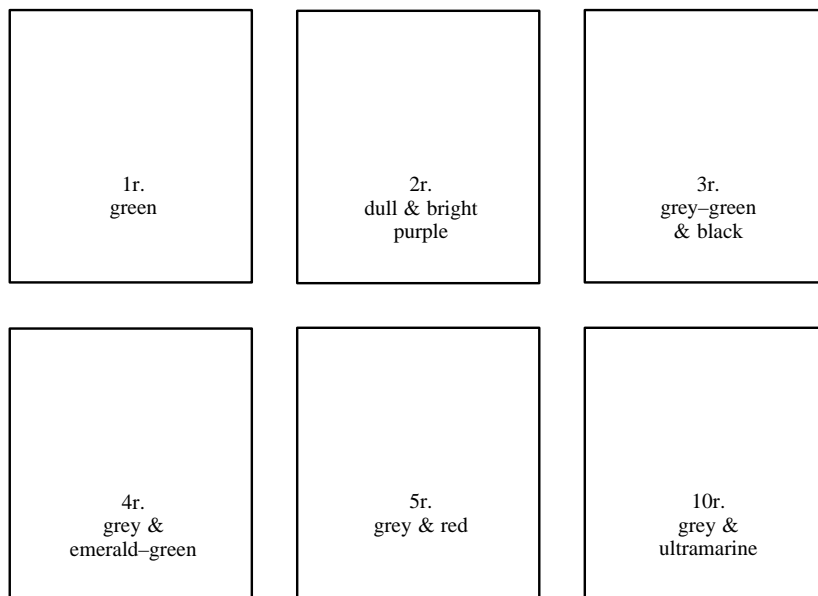 1r.
green
2r.
dull & bright
purple
3r.
grey–green
& black
4r.
grey &
emerald–green
5r.
grey & red
10r.
grey &
ultramarine